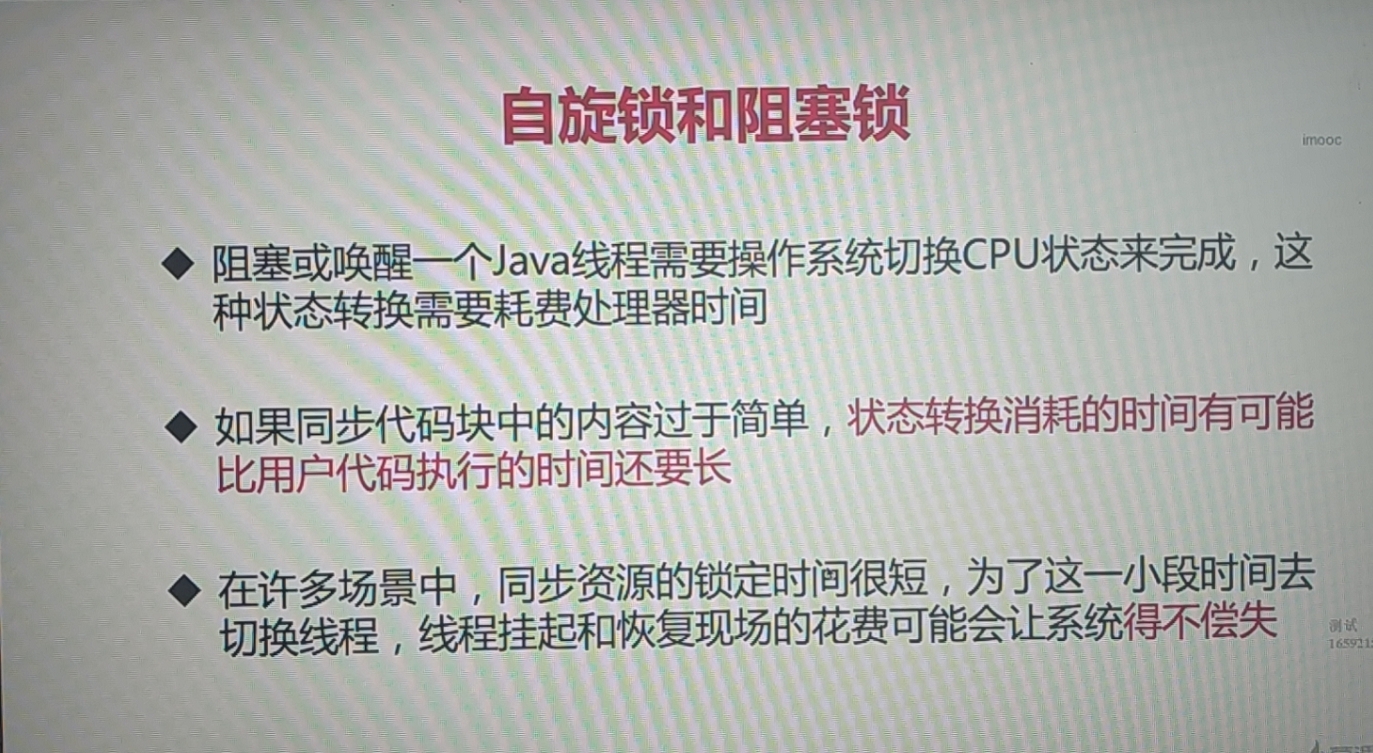 自旋锁和阻塞锁
imooc
◆ 阻塞或唤醒一个Java线程需要操作系统切换CPU状态来完成，这
种状态转换需要耗费处理器时间
◆ 如果同步代码块中的内容过于简单，状态转换消耗的时间有可能
比用户代码执行的时间还要长
◆ 在许多场景中，同步资源的锁定时间很短，为了这一小段时间去
切换线程，线程挂起和恢复现场的花费可能会让系统得不偿失
测试